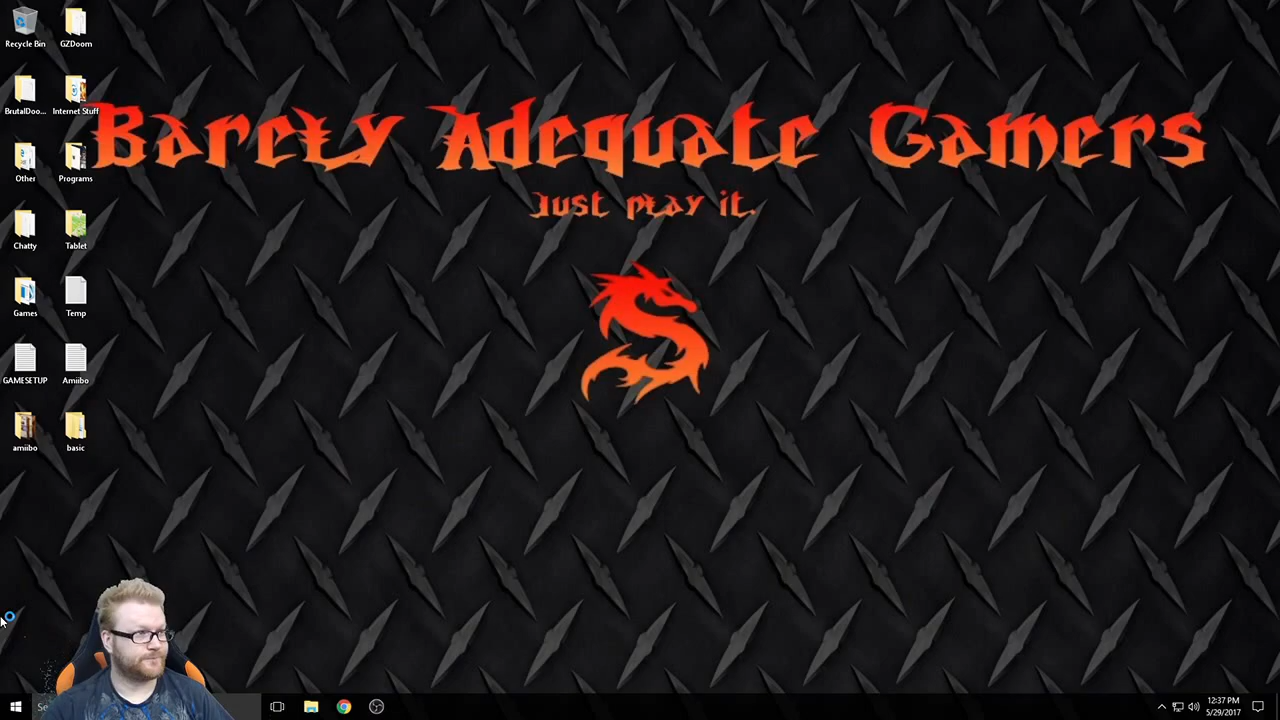 Recycle Bin
GZDoom
BrutalDoo...
Internet Stuff
Barely Adequate Gamers
Just play it.
Other
Programs
Chatty
Tablet
Games
Temp
GAMESETUP
Amiibo
amiibo
basic
Se
12:37 PM
5/29/2017